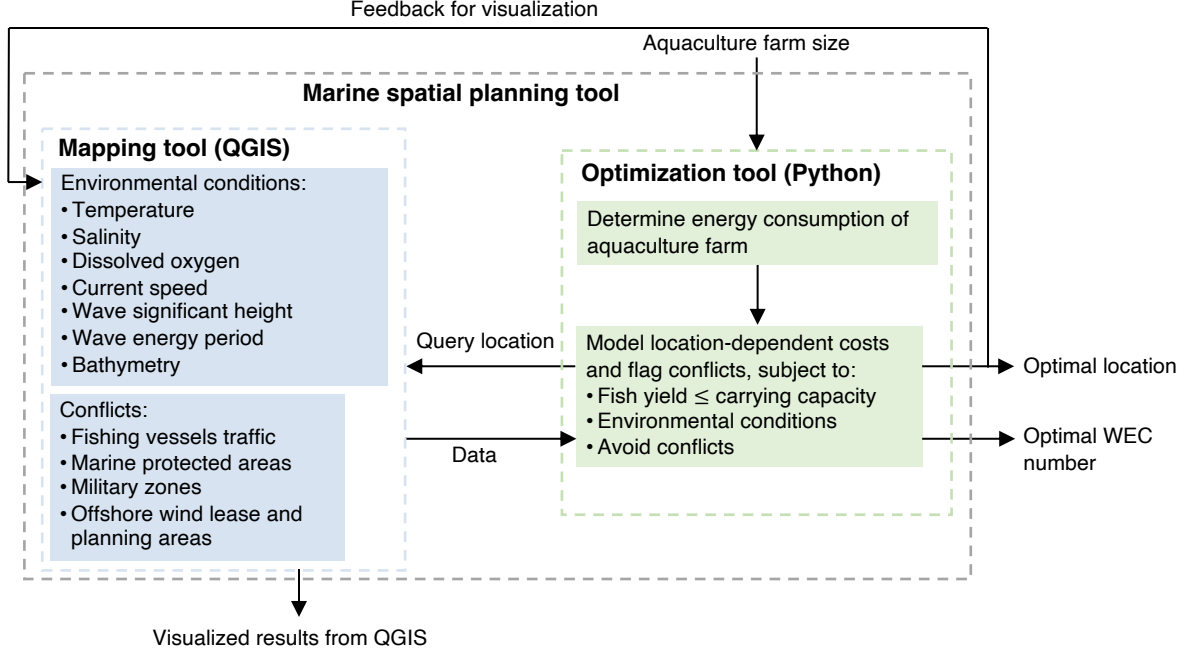 Feedback for visualization
Aquaculture farm size
Marine spatial planning tool
Mapping tool (QGIS)
Environmental conditions:
• Temperature
• Salinity
• Dissolved oxygen
• Current speed
• Wave significant height
• Wave energy period
• Bathymetry
Conflicts:
• Fishing vessels traffic
• Marine protected areas
• Military zones
• Offshore wind lease and
planning areas
Query location
Data
Optimization tool (Python)
Determine energy consumption of
aquaculture farm
Model location-dependent costs
and flag conflicts, subject to:
• Fish yield ≤ carrying capacity
• Environmental conditions
• Avoid conflicts
Optimal location
Optimal WEC
number
Visualized results from QGIS